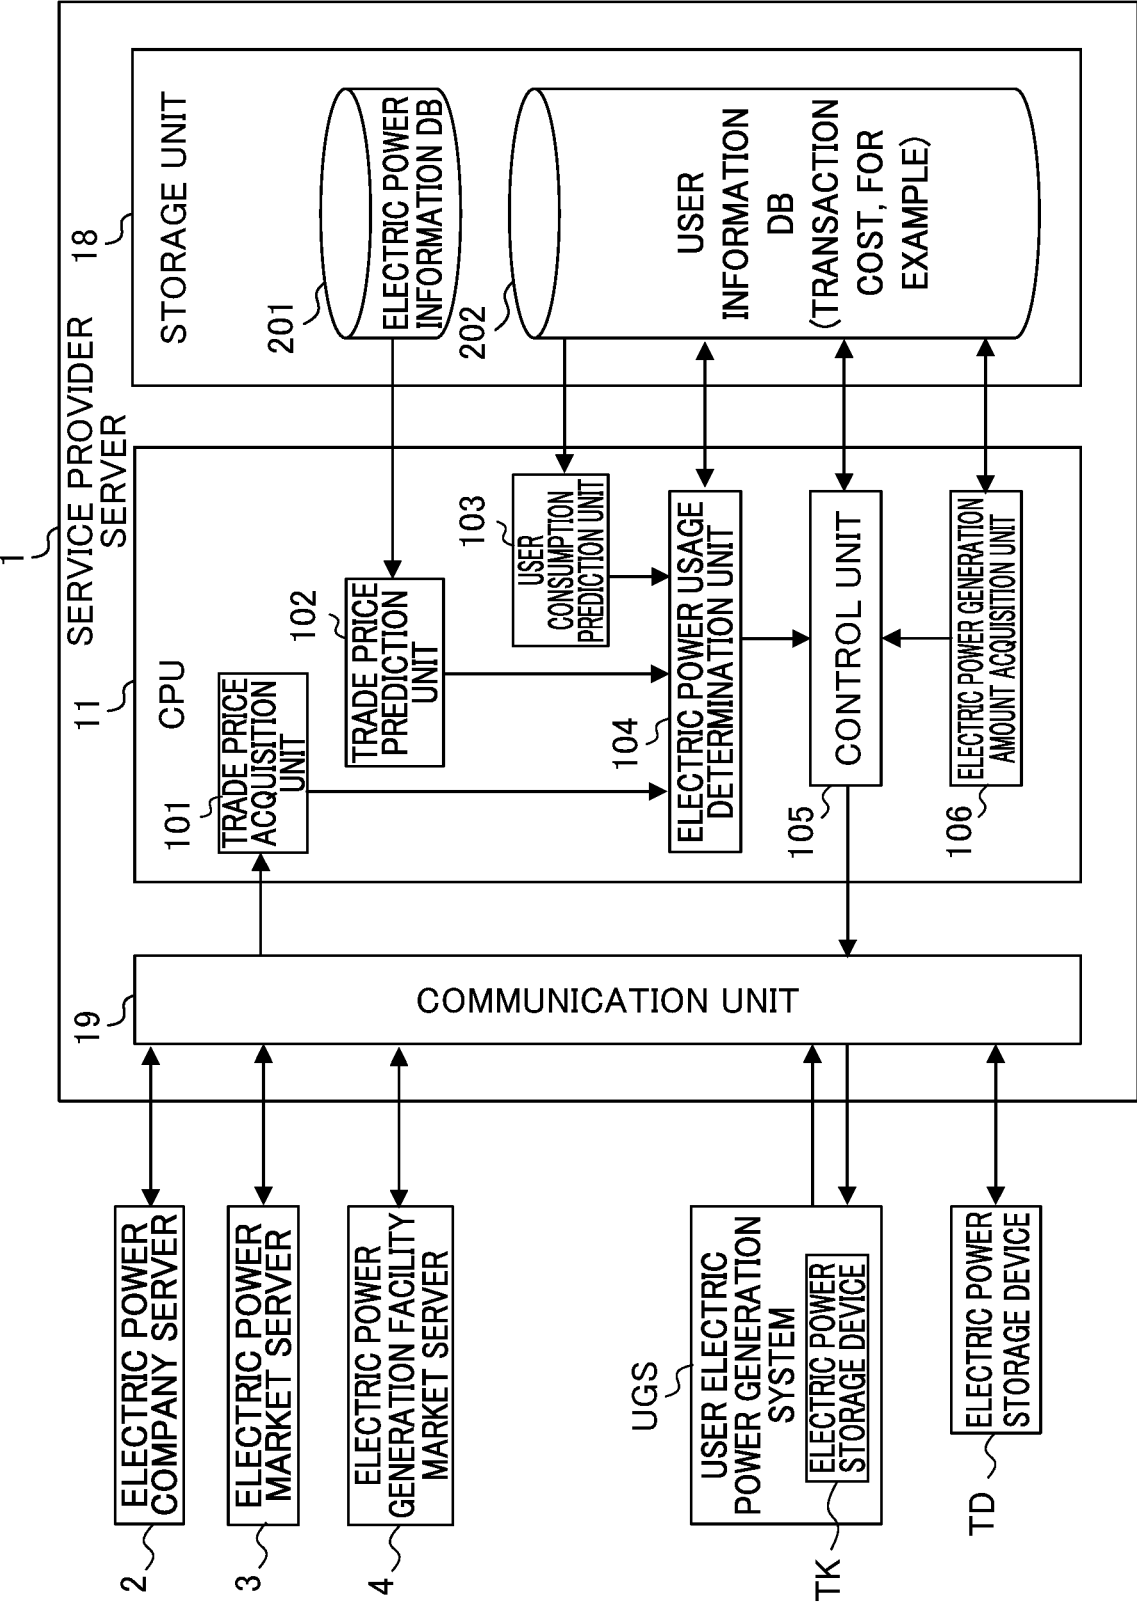 1
SERVICE PROVIDER
SERVER
18
STORAGE UNIT
201
ELECTRIC POWER
INFORMATION DB
202
USER
INFORMATION
DB
(TRANSACTION
COST, FOR
EXAMPLE)
11
CPU
101
TRADE PRICE
ACQUISITION
UNIT
102
TRADE PRICE
PREDICTION
UNIT
103
USER
CONSUMPTION
PREDICTION UNIT
104
ELECTRIC POWER USAGE
DETERMINATION UNIT
105
CONTROL UNIT
106
ELECTRIC POWER GENERATION
AMOUNT ACQUISITION UNIT
19
COMMUNICATION UNIT
2
ELECTRIC POWER
COMPANY SERVER
3
ELECTRIC POWER
MARKET SERVER
4
ELECTRIC POWER
GENERATION FACILITY
MARKET SERVER
UGS
USER ELECTRIC
POWER GENERATION
SYSTEM
ELECTRIC POWER
STORAGE DEVICE
TK
ELECTRIC POWER
STORAGE DEVICE
TD